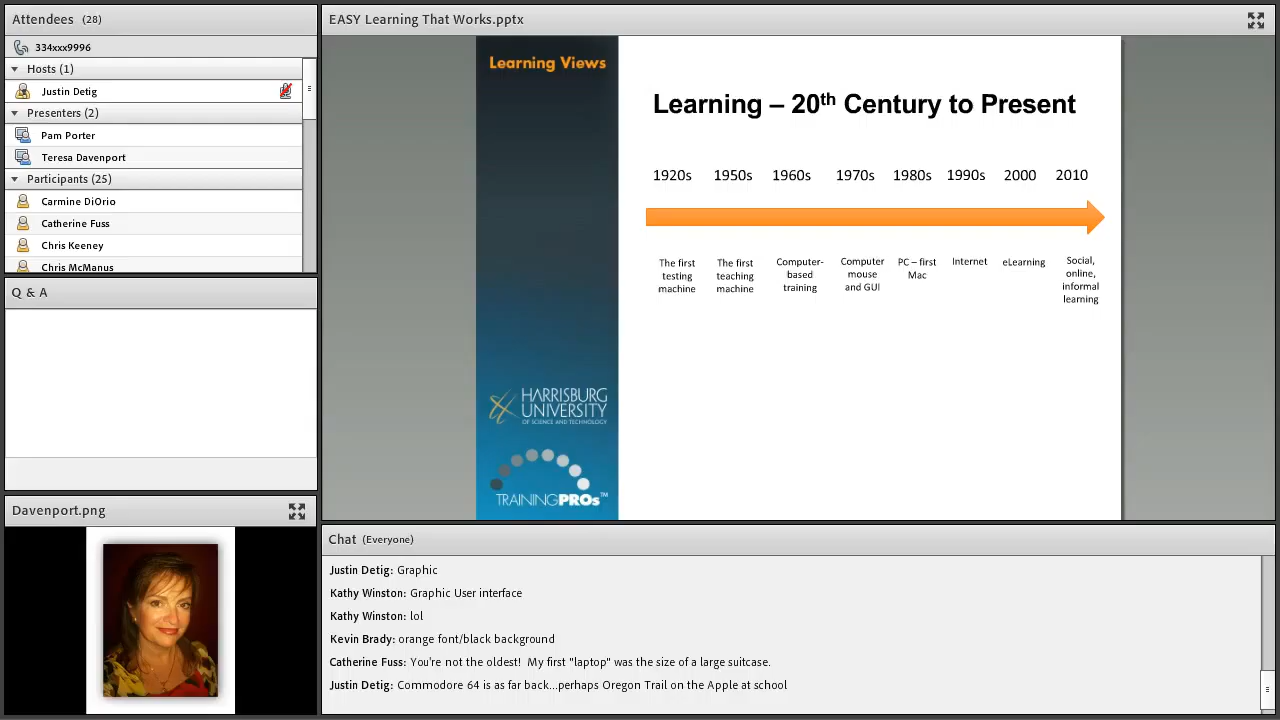 Attendees (28)
334xxx9996
Hosts (1)
Justin Detig
Presenters (2)
Pam Porter
Teresa Davenport
Participants (25)
Carmine DiOrio
Catherine Fuss
Chris Keeney
Chris McManus
Q & A
Davenport.png
EASY Learning That Works.pptx
Learning Views
HARRISBURG
UNIVERSITY
OF SCIENCE AND TECHNOLOGY
TRAININGPROs™
Learning – 20th Century to Present
1920s 1950s 1960s 1970s 1980s 1990s 2000 2010
The first
testing
machine
The first
teaching
machine
Computer-
based
training
Computer
mouse
and GUI
PC – first
Mac
Internet
eLearning
Social,
online,
informal
learning
Chat (Everyone)
Justin Detig: Graphic
Kathy Winston: Graphic User interface
Kathy Winston: lol
Kevin Brady: orange font/black background
Catherine Fuss: You're not the oldest! My first "laptop" was the size of a large suitcase.
Justin Detig: Commodore 64 is as far back...perhaps Oregon Trail on the Apple at school